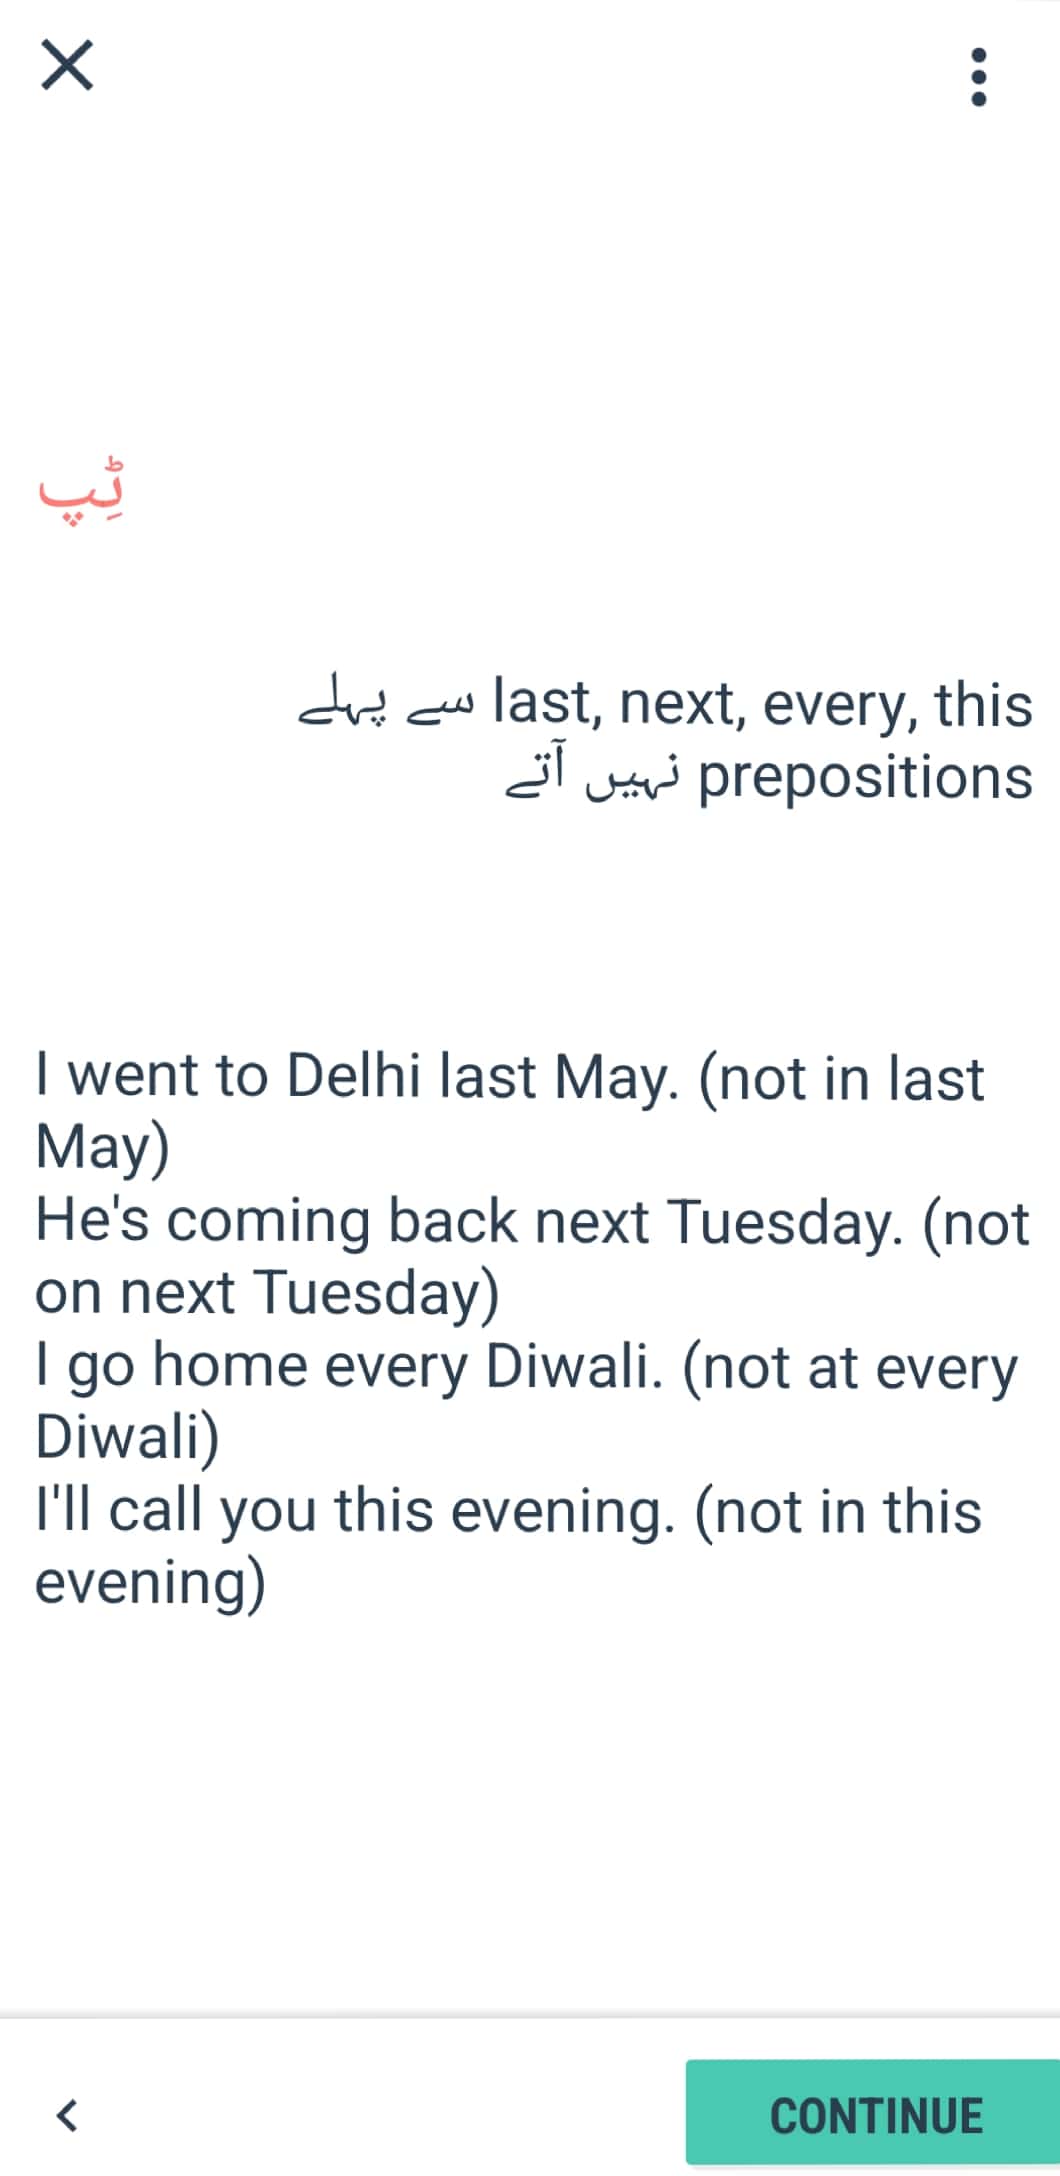 ٹِپ
last, next, every, this سے پہلے
prepositions نہیں آتے
I went to Delhi last May. (not in last
May)
He's coming back next Tuesday. (not
on next Tuesday)
I go home every Diwali. (not at every
Diwali)
I'll call you this evening. (not in this
evening)
CONTINUE